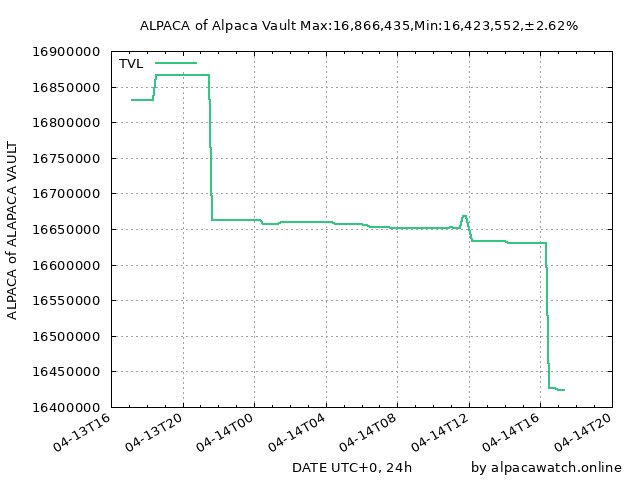 ALPACA of Alpaca Vault Max:16,866,435,Min:16,423,552,±2.62%
TVL
16900000
16850000
16800000
16750000
16700000
16650000
16600000
16550000
16500000
16450000
16400000
ALPACA of ALAPACA VAULT
04-13T16
04-13T20
04-14T00
04-14T04
04-14T08
04-14T12
04-14T16
04-14T20
DATE UTC+0, 24h
by alpacawatch.online